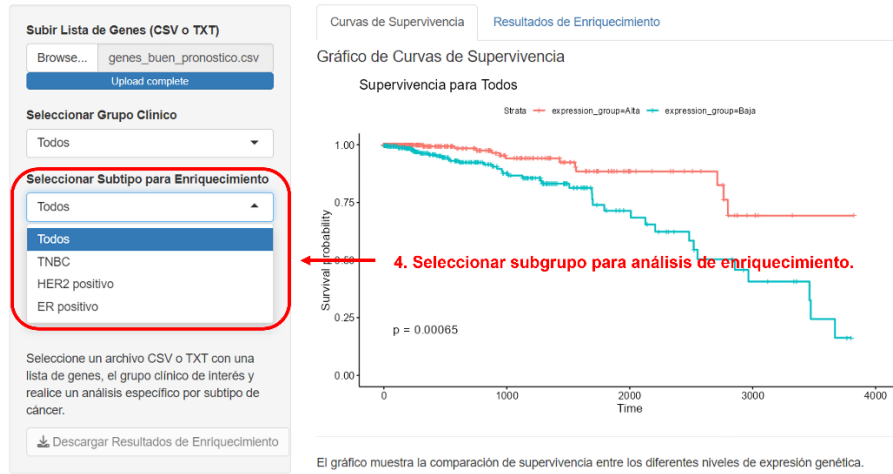 Subir Lista de Genes (CSV o TXT)
Browse... genes_buen_pronostico.csv
Upload complete
Seleccionar Grupo Clínico
Todos
Seleccionar Subtipo para Enriquecimiento
Todos
Todos
TNBC
HER2 positivo
ER positivo
Seleccione un archivo CSV o TXT con una
lista de genes, el grupo clínico de interés y
realice un análisis específico por subtipo de
cáncer.
Descargar Resultados de Enriquecimiento
Curvas de Supervivencia Resultados de Enriquecimiento
Gráfico de Curvas de Supervivencia
Supervivencia para Todos
Strata expression_group=Alta expression_group=Baja
1.00
0.75
0.50
0.25
0.00
Survival probability
4. Seleccionar subgrupo para análisis de enriquecimiento.
p = 0.00065
0 1000 2000 3000 4000
Time
El gráfico muestra la comparación de supervivencia entre los diferentes niveles de expresión genética.